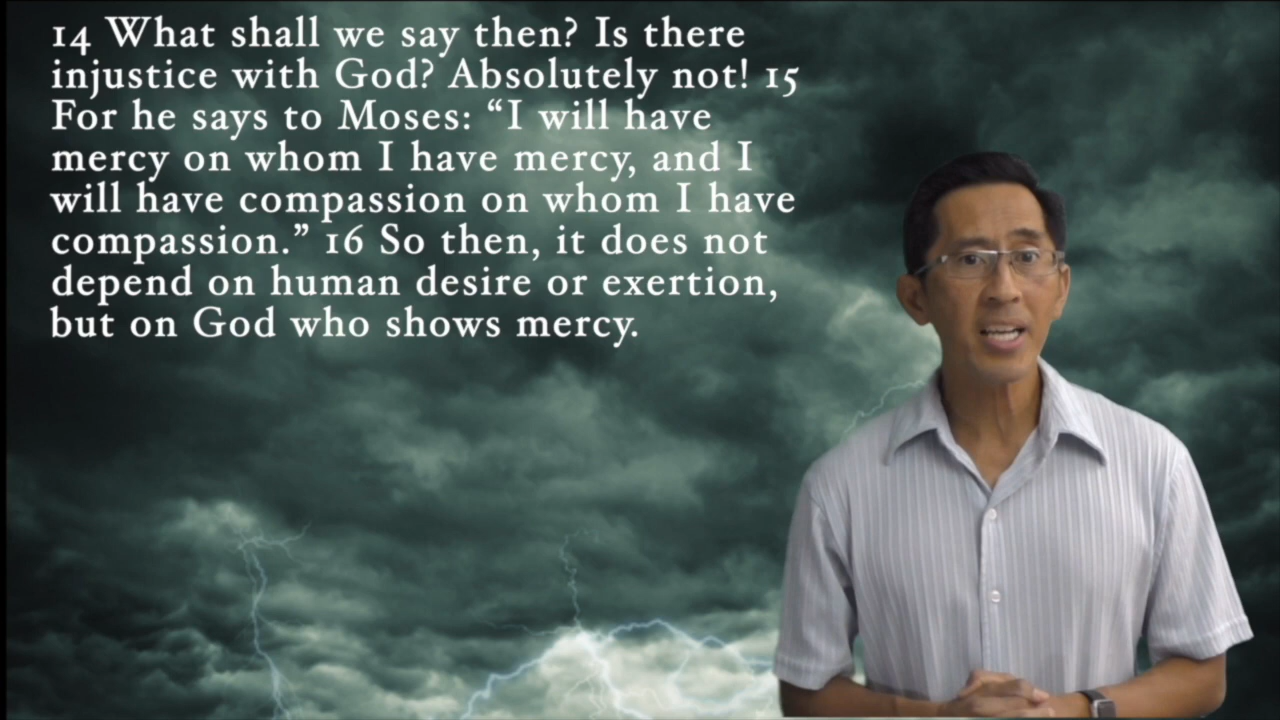 14 What shall we say then? Is there
injustice with God? Absolutely not! 15
For he says to Moses: “I will have
mercy on whom I have mercy, and I
will have compassion on whom I have
compassion.” 16 So then, it does not
depend on human desire or exertion,
but on God who shows mercy.